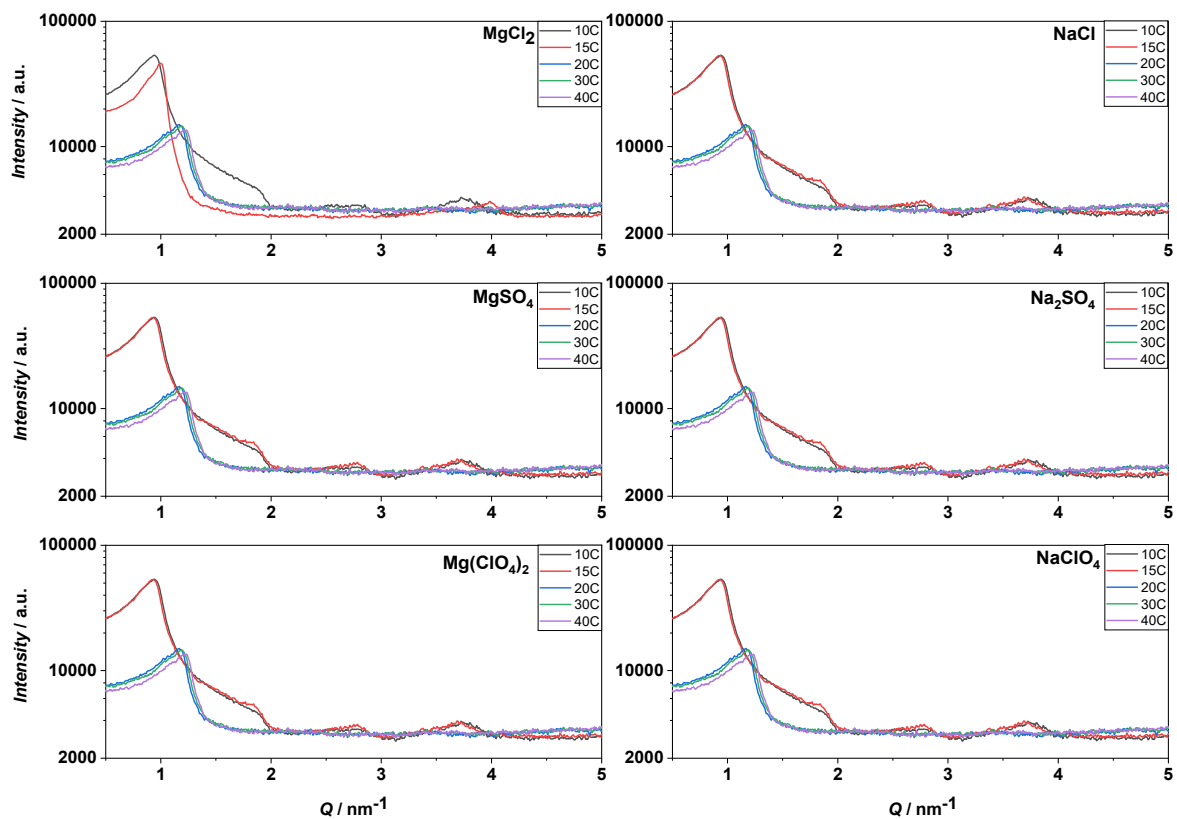 100000
10000
2000
Intensity / a.u.
MgCl2
10C
15C
20C
30C
40C
1 2 3 4 5
100000
10000
2000
NaCl
10C
15C
20C
30C
40C
1 2 3 4 5
100000
10000
2000
Intensity / a.u.
MgSO4
10C
15C
20C
30C
40C
1 2 3 4 5
100000
10000
2000
Na2SO4
10C
15C
20C
30C
40C
1 2 3 4 5
100000
10000
2000
Intensity / a.u.
Mg(ClO4)2
10C
15C
20C
30C
40C
1 2 3 4 5
Q / nm-1
100000
10000
2000
NaClO4
10C
15C
20C
30C
40C
1 2 3 4 5
Q / nm-1